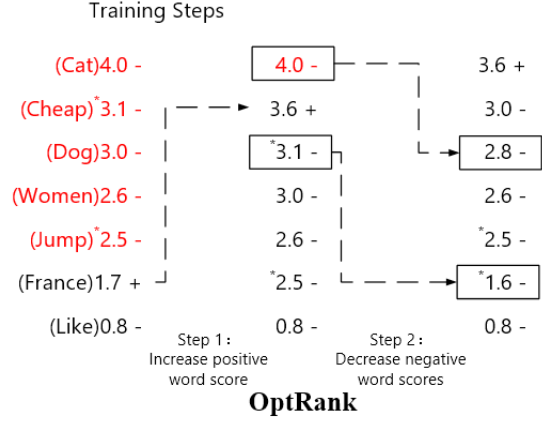 Training Steps
(Cat)4.0 - 4.0 - 3.6 +
(Cheap)*3.1 - 3.6 + 3.0 -
(Dog)3.0 - *3.1 - 2.8 -
(Women)2.6 - 3.0 - 2.6 -
(Jump)*2.5 - 2.6 - *2.5 -
(France)1.7 + *2.5 - *1.6 -
(Like)0.8 - 0.8 - 0.8 -
Step 1：
Increase positive
word score
Step 2：
Decrease negative
word scores
OptRank